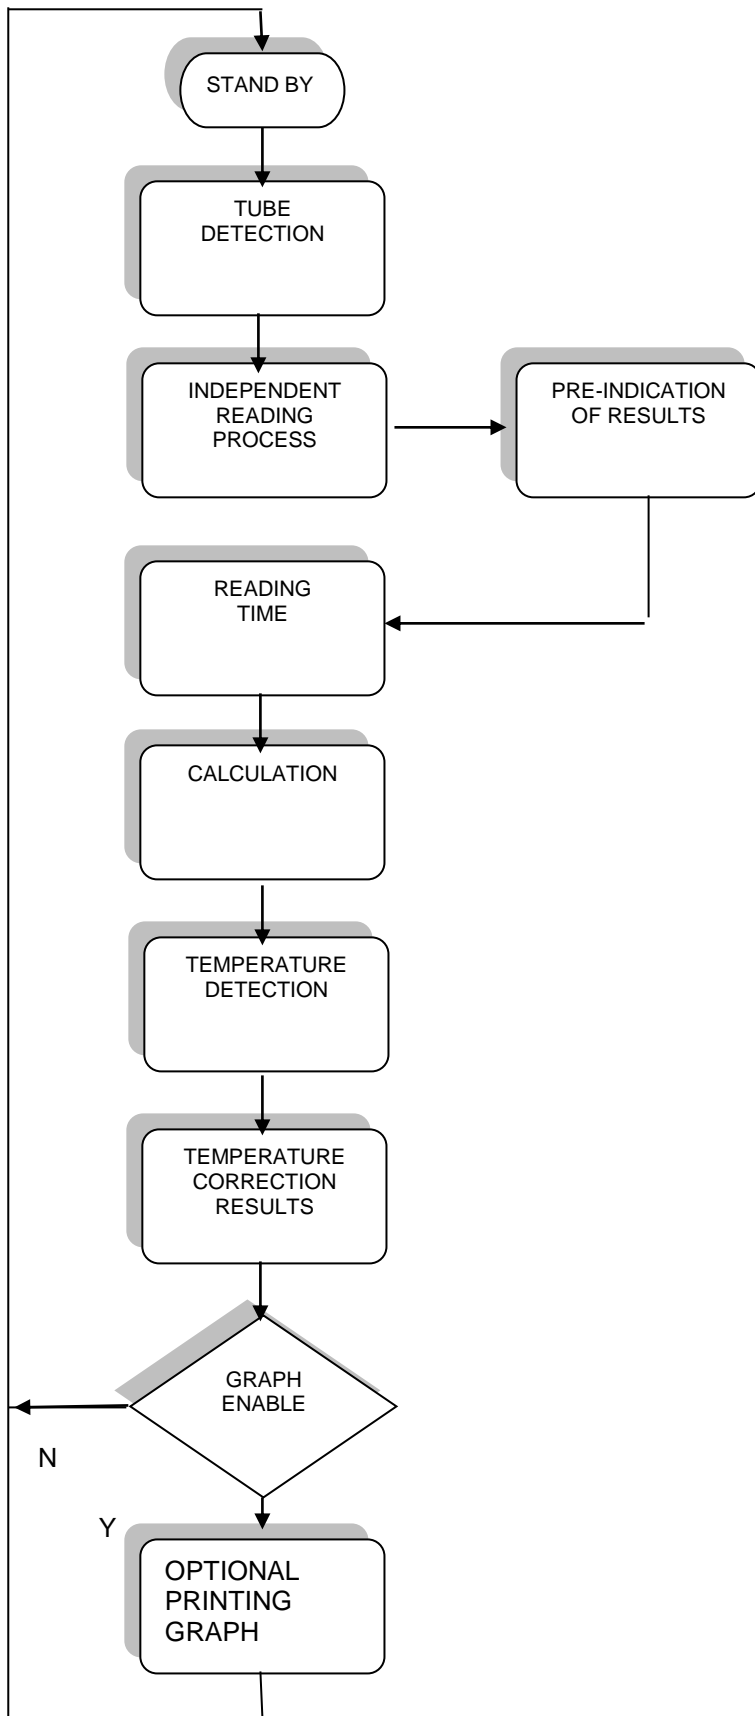 STAND BY
TUBE
DETECTION
INDEPENDENT
READING
PROCESS
PRE-INDICATION
OF RESULTS
READING
TIME
CALCULATION
TEMPERATURE
DETECTION
TEMPERATURE
CORRECTION
RESULTS
GRAPH
ENABLE
N
Y
OPTIONAL
PRINTING
GRAPH